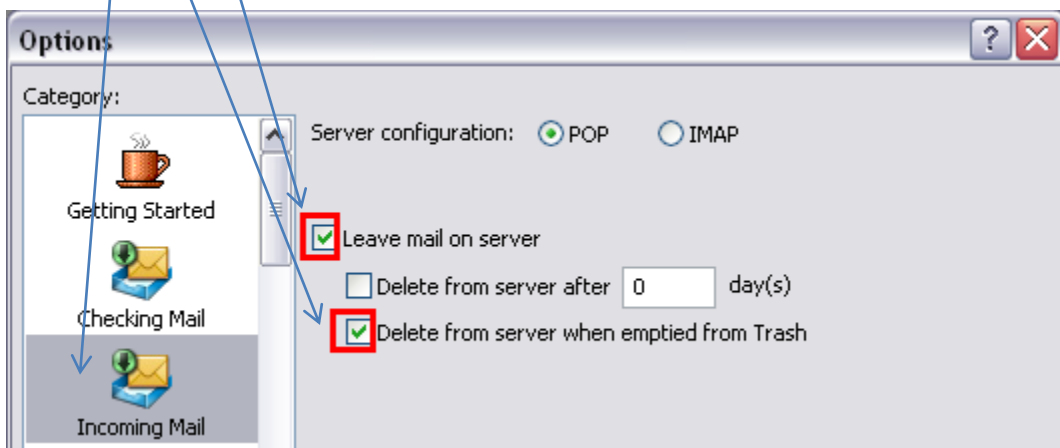 Options
Category:
Server configuration: POP IMAP
Getting Started
Leave mail on server
Delete from server after 0 day(s)
Checking Mail
Delete from server when emptied from Trash
Incoming Mail